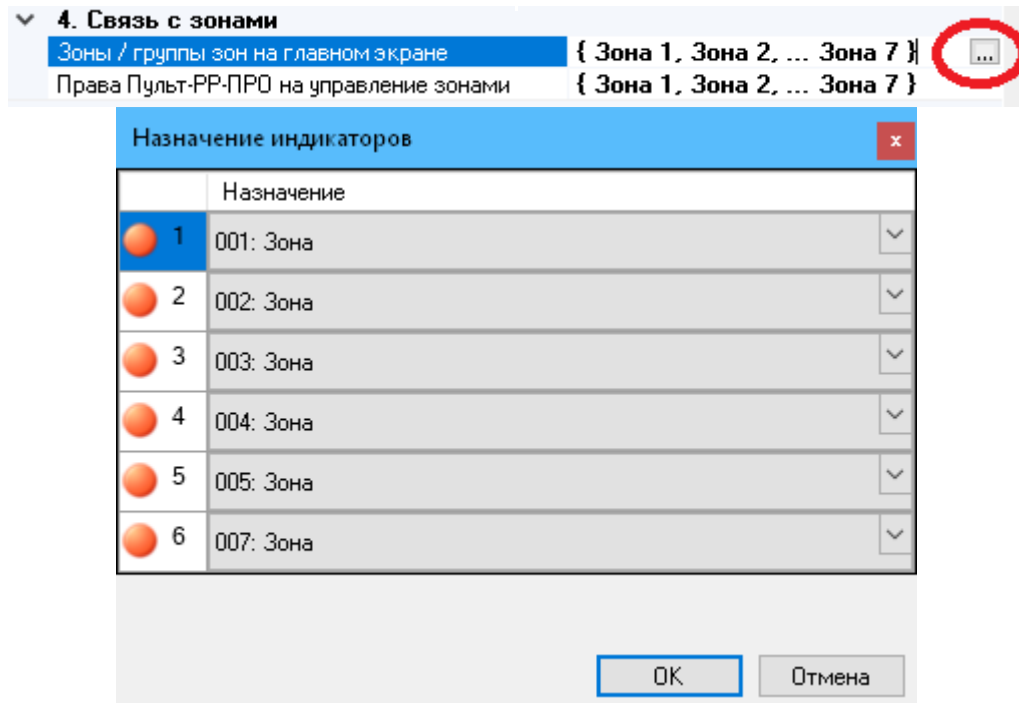 4. Связь с зонами
Зоны / группы зон на главном экране { Зона 1, Зона 2, ... Зона 7 } ...
Права Пульт-РР-ПРО на управление зонами { Зона 1, Зона 2, ... Зона 7 }
Назначение индикаторов x
Назначение
1 001: Зона
2 002: Зона
3 003: Зона
4 004: Зона
5 005: Зона
6 007: Зона
OK Отмена